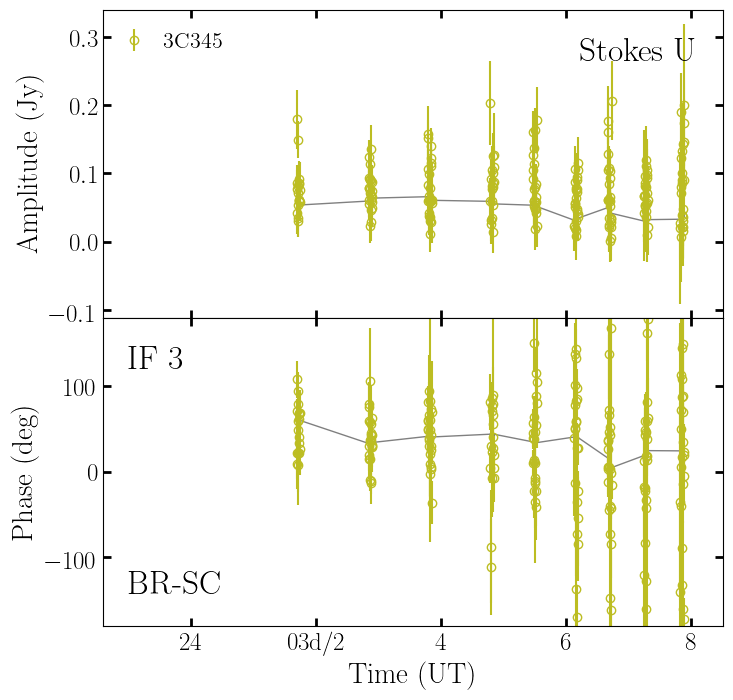 3C345
Stokes U
0.3
0.2
0.1
0.0
−0.1
Amplitude (Jy)
IF 3
100
0
−100
Phase (deg)
BR-SC
24
03d/2
4
6
8
Time (UT)